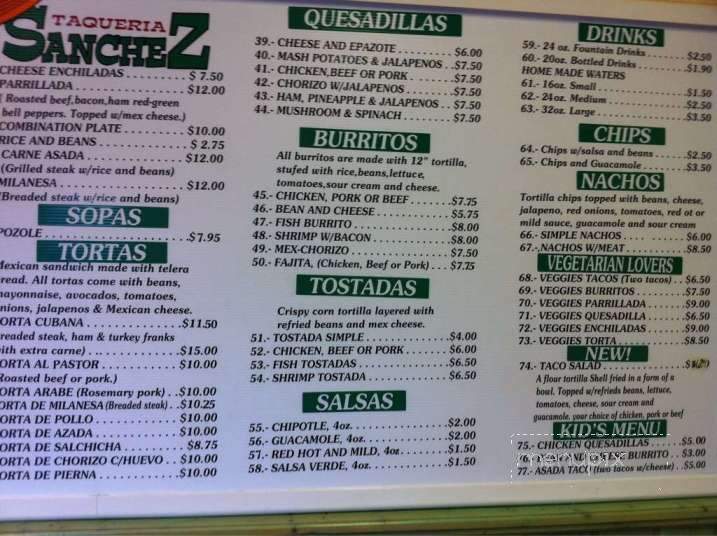 TAQUERIA
SANCHEZ
CHEESE ENCHILADAS $ 7.50
PARRILLADA $12.00
( Roasted beef,bacon,ham red-green
bell peppers. Topped w/mex cheese.)
COMBINATION PLATE $10.00
RICE AND BEANS $ 2.75
CARNE ASADA $12.00
(Grilled steak w/rice and beans)
MILANESA $12.00
(Breaded steak w/rice and beans)
SOPAS
POZOLE $7.95
TORTAS
Mexican sandwich made with telera
read. All tortas come with beans,
mayonnaise, avocados, tomatoes,
nions, jalapenos & Mexican cheese.
ORTA CUBANA $11.50
readed steak, ham & turkey franks
ith extra carne) $15.00
ORTA AL PASTOR $10.00
Roasted beef or pork.)
ORTA ARABE (Rosemary pork) $10.00
ORTA DE MILANESA (Breaded steak) $10.25
ORTA DE POLLO $10.00
ORTA DE AZADA $10.00
ORTA DE SALCHICHA $8.75
ORTA DE CHORIZO C/HUEVO $10.00
ORTA DE PIERNA $10.00
QUESADILLAS
39.- CHEESE AND EPAZOTE $6.00
40.- MASH POTATOES & JALAPENOS $7.50
41.- CHICKEN,BEEF OR PORK $7.50
42.- CHORIZO W/JALAPENOS $7.50
43.- HAM, PINEAPPLE & JALAPENOS $7.50
44.- MUSHROOM & SPINACH $7.50
BURRITOS
All burritos are made with 12" tortilla,
stufed with rice,beans,lettuce,
tomatoes,sour cream and cheese.
45.- CHICKEN, PORK OR BEEF $7.75
46.- BEAN AND CHEESE $5.75
47.- FISH BURRITO $8.00
48.- SHRIMP W/BACON $8.00
49.- MEX-CHORIZO $7.50
50.- FAJITA, (Chicken, Beef or Pork) $7.75
TOSTADAS
Crispy corn tortilla layered with
refried beans and mex cheese.
51.- TOSTADA SIMPLE $4.00
52.- CHICKEN, BEEF OR PORK $6.00
53.- FISH TOSTADAS $6.50
54.- SHRIMP TOSTADA $6.50
SALSAS
55.- CHIPOTLE, 4oz. $2.00
56.- GUACAMOLE, 4oz. $2.00
57.- RED HOT AND MILD, 4oz $1.50
58.- SALSA VERDE, 4oz. $1.50
DRINKS
59.- 24 oz. Fountain Drinks $2.50
60.- 20oz. Bottled Drinks $1.90
HOME MADE WATERS
61.- 16oz. Small $1.50
62.- 24oz. Medium $2.50
63.- 32oz. Large $3.50
CHIPS
64.- Chips w/salsa and beans $2.50
65.- Chips and Guacamole $3.50
NACHOS
Tortilla chips topped with beans, cheese,
jalapeno, red onions, tomatoes, red ot or
mild sauce, guacamole and sour cream
66.- SIMPLE NACHOS $6.00
67.- NACHOS W/MEAT $8.50
VEGETARIAN LOVERS
68.- VEGGIES TACOS (Two tacos) $6.50
69.- VEGGIES BURRITOS $7.50
70.- VEGGIES PARRILLADA $9.00
71.- VEGGIES QUESADILLA $6.50
72.- VEGGIES ENCHILADAS $9.00
73.- VEGGIES TORTA $8.50
NEW!
74.- TACO SALAD
A flour tortilla Shell fried in a form of a
bowl. Topped w/refrieds beans, lettuce,
tomatoes, cheese, sour cream and
guacamole, your choice of chicken, pork or beef
KID'S MENU
75.- CHICKEN QUESADILLAS $5.00
BURRITO $3.00
77.- ASADA TACO (two tacos w/cheese) $5.00
menupix